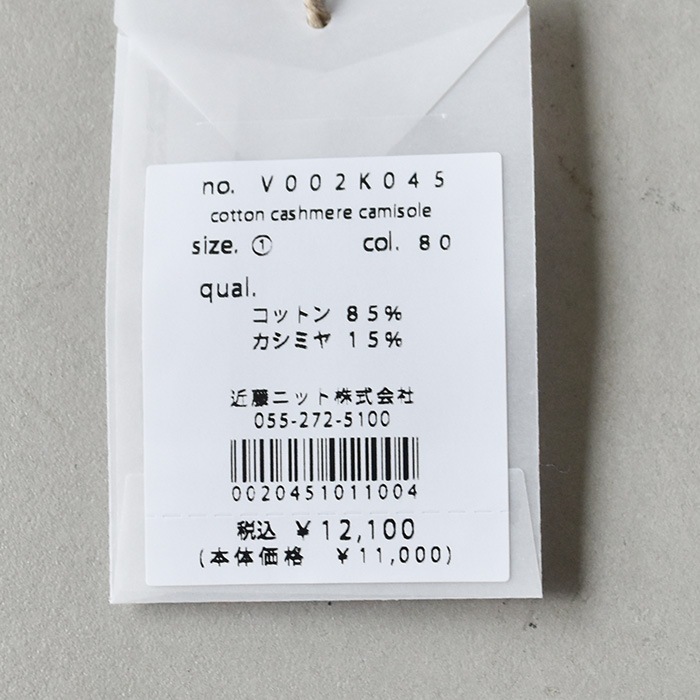 no. V002K045
cotton cashmere camisole
size. ① col. 80
qual.
コットン 85%
カシミヤ 15%
近藤ニット株式会社
055-272-5100
0020451011004
税込 ¥12,100
(本体価格 ¥11,000)